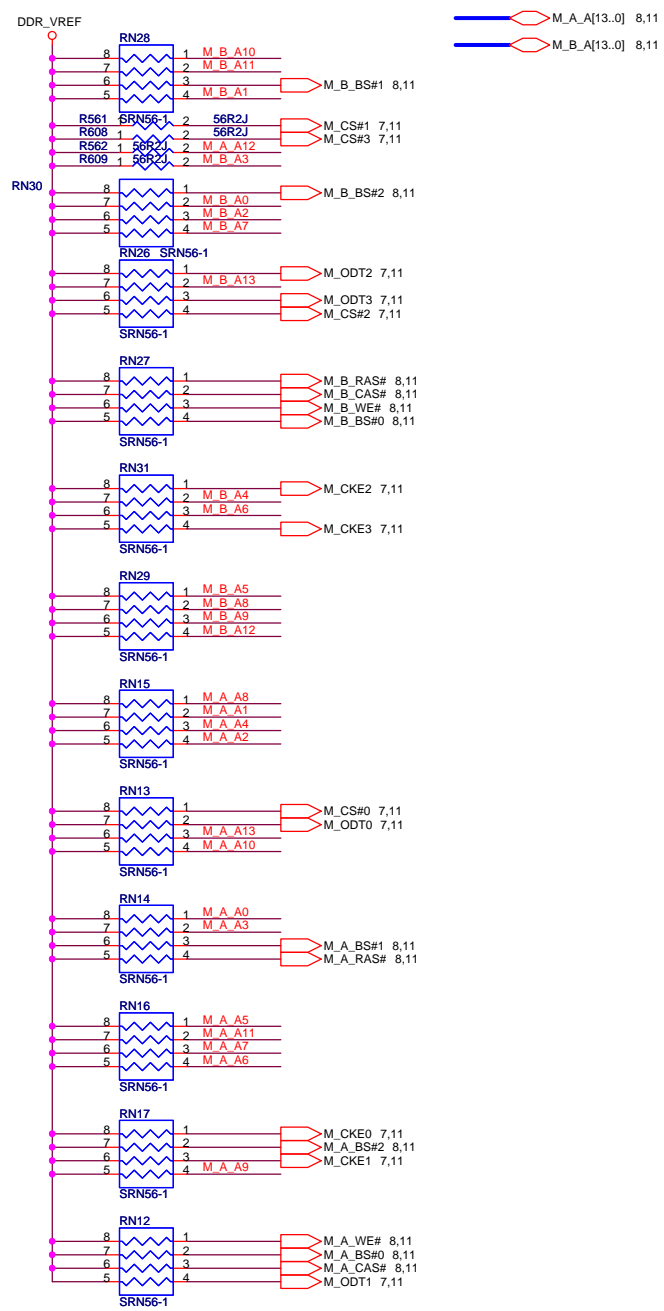 DDR_VREF
M_A_A[13..0] 8,11
M_B_A[13..0] 8,11
RN28
8 1 M_B_A10
7 2 M_B_A11
6 3 M_B_BS#1 8,11
5 4 M_B_A1
SRN56-1
R561 1 2 56R2J M_CS#1 7,11
R608 1 2 56R2J M_CS#3 7,11
R562 1 56R2J 2 M_A_A12
R609 1 56R2J 2 M_B_A3
RN30
8 1 M_B_BS#2 8,11
7 2 M_B_A0
6 3 M_B_A2
5 4 M_B_A7
RN26 SRN56-1
8 1 M_ODT2 7,11
7 2 M_B_A13
6 3 M_ODT3 7,11
5 4 M_CS#2 7,11
SRN56-1
RN27
8 1 M_B_RAS# 8,11
7 2 M_B_CAS# 8,11
6 3 M_B_WE# 8,11
5 4 M_B_BS#0 8,11
SRN56-1
RN31
8 1 M_CKE2 7,11
7 2 M_B_A4
6 3 M_B_A6
5 4 M_CKE3 7,11
SRN56-1
RN29
8 1 M_B_A5
7 2 M_B_A8
6 3 M_B_A9
5 4 M_B_A12
SRN56-1
RN15
8 1 M_A_A8
7 2 M_A_A1
6 3 M_A_A4
5 4 M_A_A2
SRN56-1
RN13
8 1 M_CS#0 7,11
7 2 M_ODT0 7,11
6 3 M_A_A13
5 4 M_A_A10
SRN56-1
RN14
8 1 M_A_A0
7 2 M_A_A3
6 3 M_A_BS#1 8,11
5 4 M_A_RAS# 8,11
SRN56-1
RN16
8 1 M_A_A5
7 2 M_A_A11
6 3 M_A_A7
5 4 M_A_A6
SRN56-1
RN17
8 1 M_CKE0 7,11
7 2 M_A_BS#2 8,11
6 3 M_CKE1 7,11
5 4 M_A_A9
SRN56-1
RN12
8 1 M_A_WE# 8,11
7 2 M_A_BS#0 8,11
6 3 M_A_CAS# 8,11
5 4 M_ODT1 7,11
SRN56-1